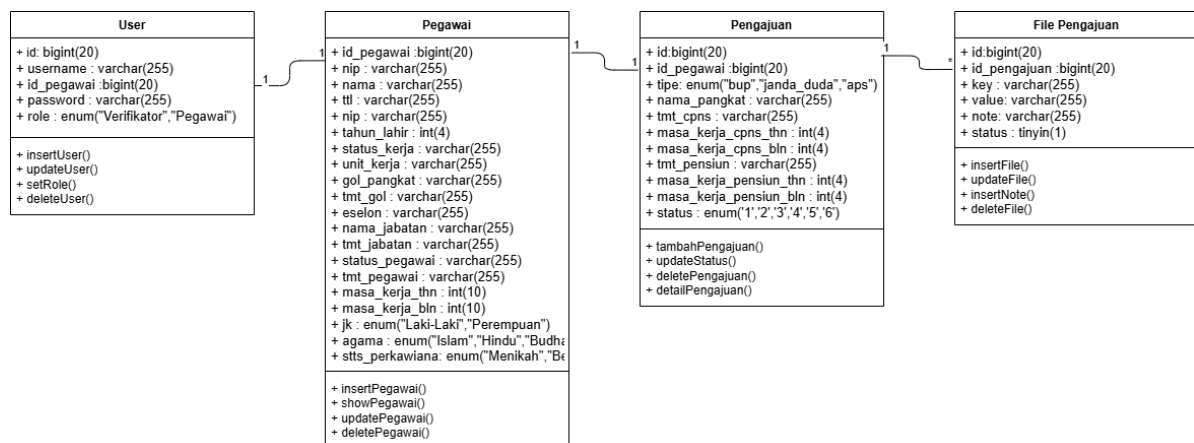 User
+ id: bigint(20)
+ username : varchar(255)
+ id_pegawai :bigint(20)
+ password : varchar(255)
+ role : enum("Verifikator","Pegawai")
+ insertUser()
+ updateUser()
+ setRole()
+ deleteUser()
1
1
Pegawai
+ id_pegawai :bigint(20)
+ nip : varchar(255)
+ nama : varchar(255)
+ ttl : varchar(255)
+ nip : varchar(255)
+ tahun_lahir : int(4)
+ status_kerja : varchar(255)
+ unit_kerja : varchar(255)
+ gol_pangkat : varchar(255)
+ tmt_gol : varchar(255)
+ eselon : varchar(255)
+ nama_jabatan : varchar(255)
+ tmt_jabatan : varchar(255)
+ status_pegawai : varchar(255)
+ tmt_pegawai : varchar(255)
+ masa_kerja_thn : int(10)
+ masa_kerja_bln : int(10)
+ jk : enum("Laki-Laki","Perempuan")
+ agama : enum("Islam","Hindu","Budha
+ stts_perkawiana: enum("Menikah","Be
+ insertPegawai()
+ showPegawai()
+ updatePegawai()
+ deletePegawai()
1
1
Pengajuan
+ id:bigint(20)
+ id_pegawai :bigint(20)
+ tipe: enum("bup","janda_duda","aps")
+ nama_pangkat : varchar(255)
+ tmt_cpns : varchar(255)
+ masa_kerja_cpns_thn : int(4)
+ masa_kerja_cpns_bln : int(4)
+ tmt_pensiun : varchar(255)
+ masa_kerja_pensiun_thn : int(4)
+ masa_kerja_pensiun_bln : int(4)
+ status : enum('1','2','3','4','5','6')
+ tambahPengajuan()
+ updateStatus()
+ deletePengajuan()
+ detailPengajuan()
1
*
File Pengajuan
+ id:bigint(20)
+ id_pengajuan :bigint(20)
+ key : varchar(255)
+ value: varchar(255)
+ note: varchar(255)
+ status : tinyin(1)
+ insertFile()
+ updateFile()
+ insertNote()
+ deleteFile()